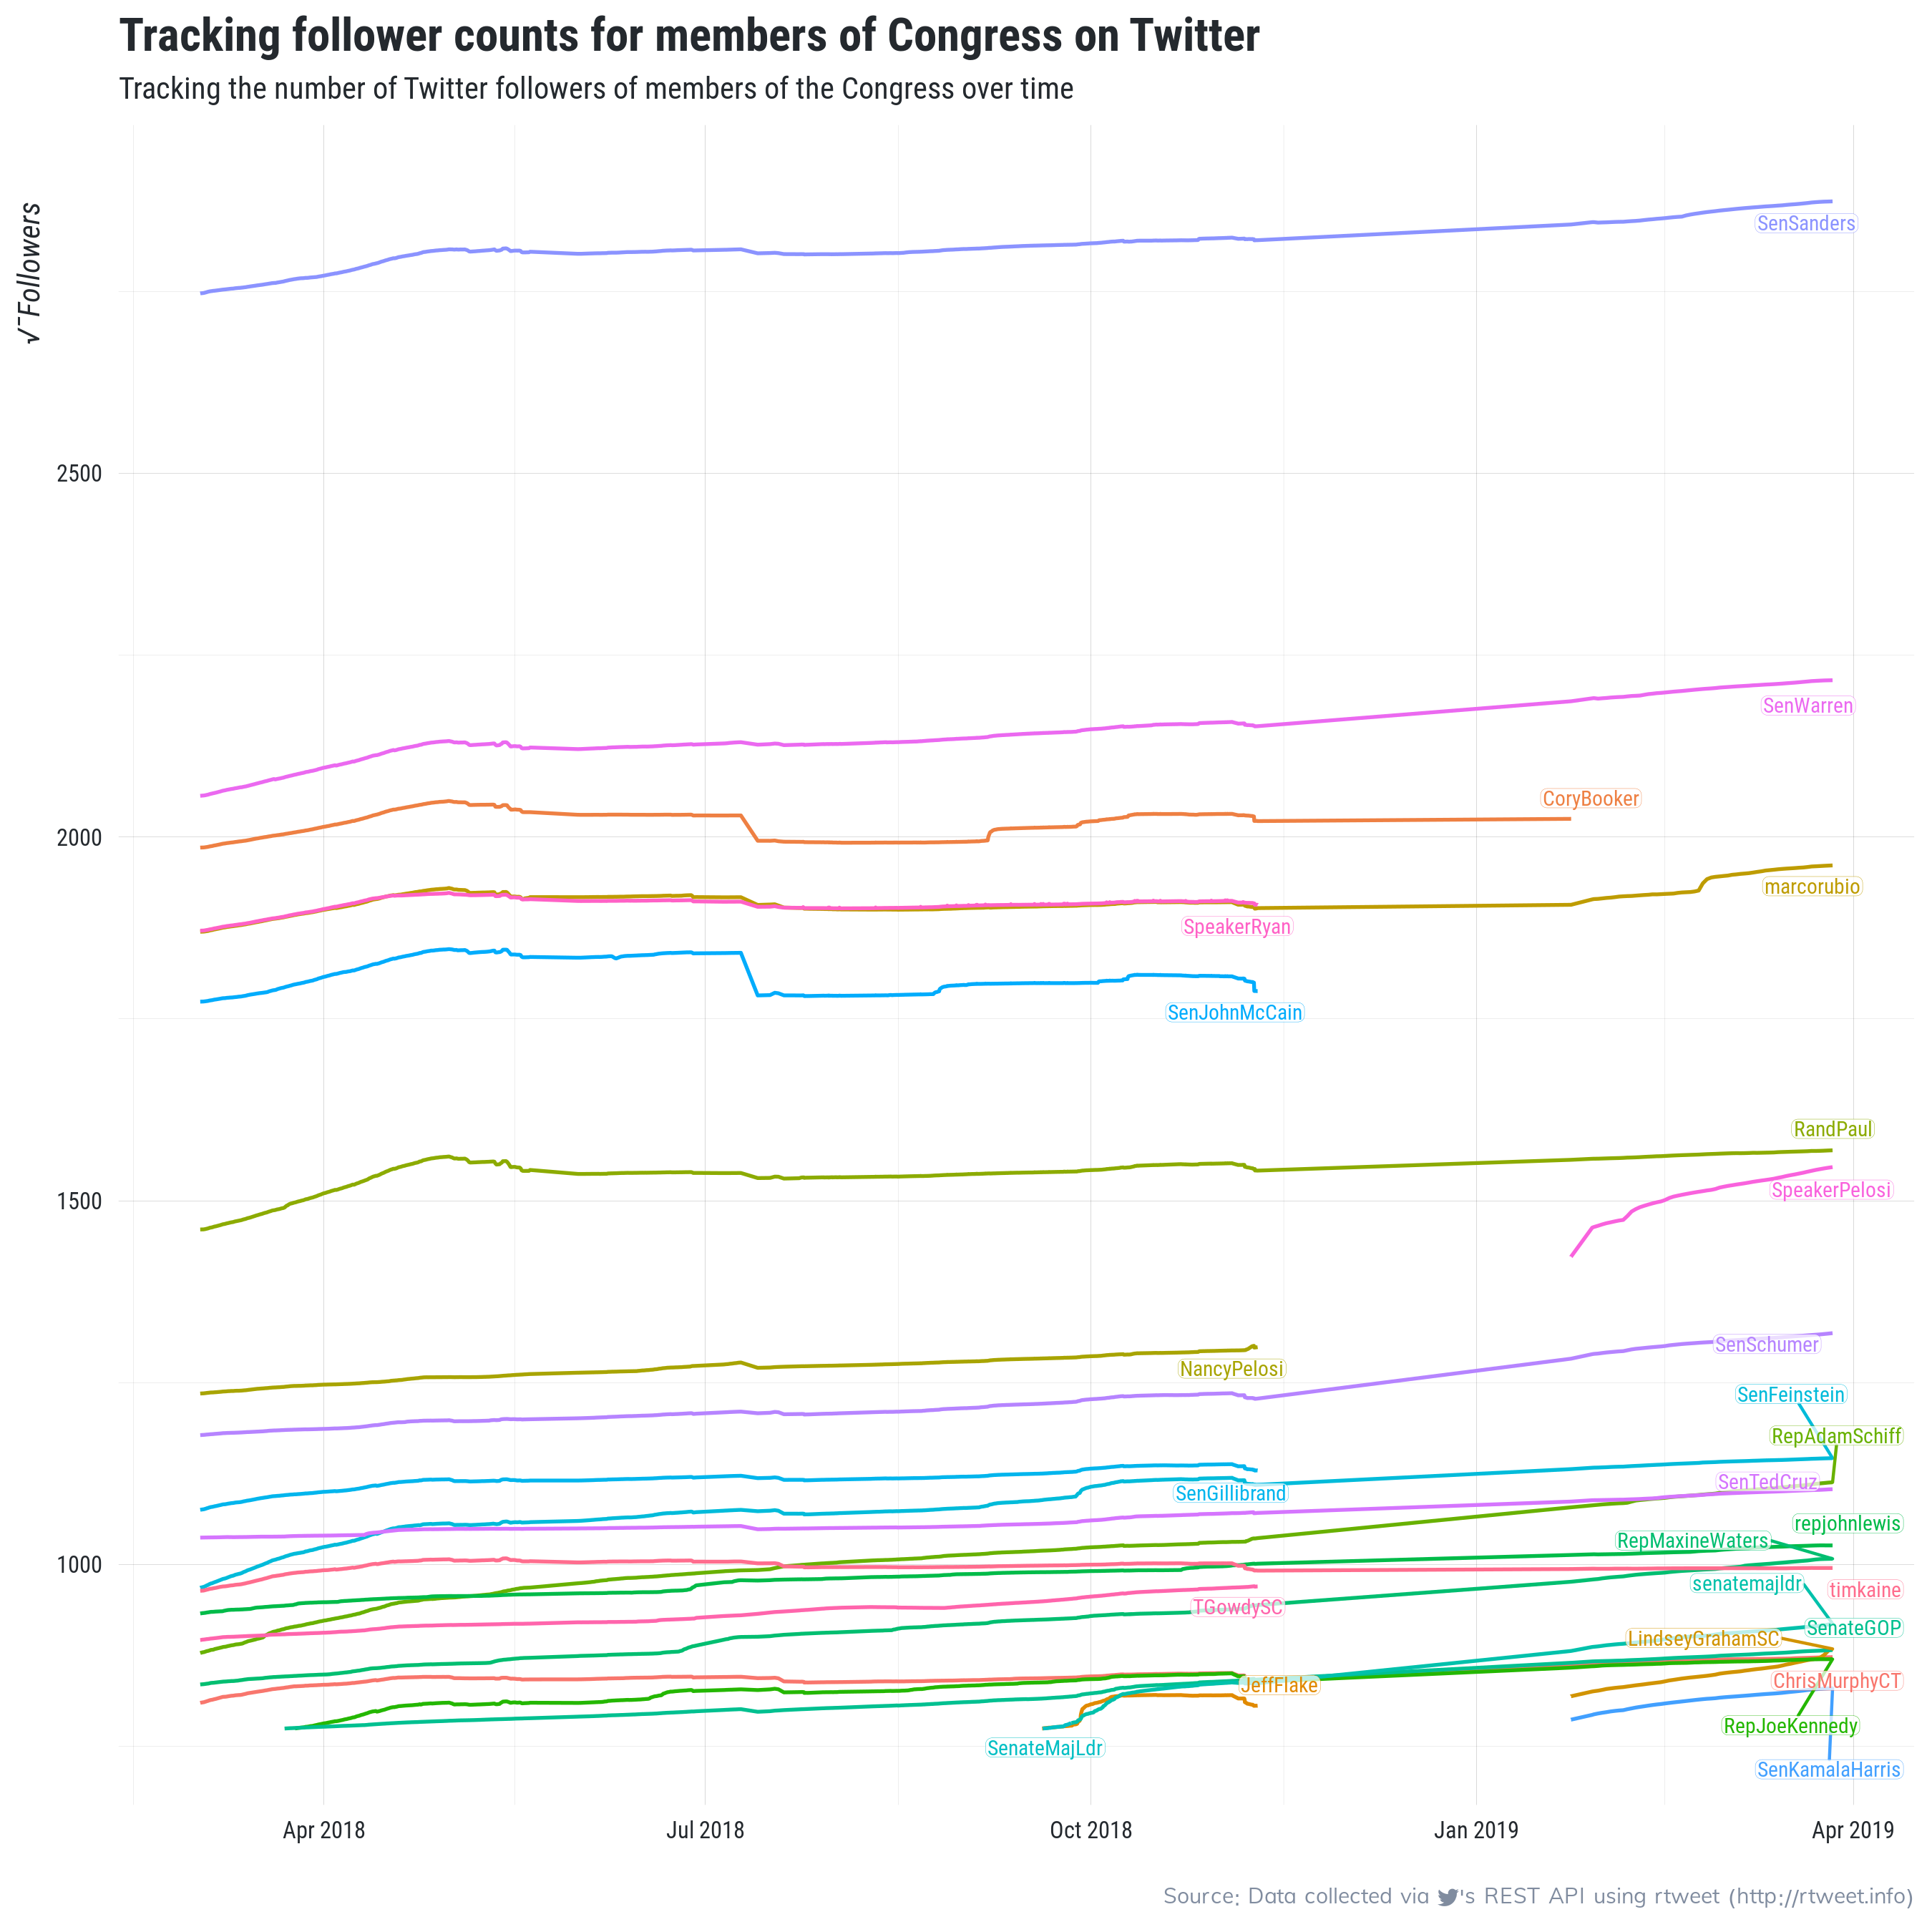 Tracking follower counts for members of Congress on Twitter
Tracking the number of Twitter followers of members of the Congress over time
√¯Followers
2500
2000
1500
1000
SenSanders
SenWarren
CoryBooker
marcorubio
SpeakerRyan
SenJohnMcCain
RandPaul
SpeakerPelosi
SenSchumer
NancyPelosi
SenFeinstein
RepAdamSchiff
SenTedCruz
SenGillibrand
repjohnlewis
RepMaxineWaters
senatemajldr
timkaine
TGowdySC
SenateGOP
LindseyGrahamSC
ChrisMurphyCT
JeffFlake
RepJoeKennedy
SenateMajLdr
SenKamalaHarris
Apr 2018
Jul 2018
Oct 2018
Jan 2019
Apr 2019
Source: Data collected via 's REST API using rtweet (http://rtweet.info)